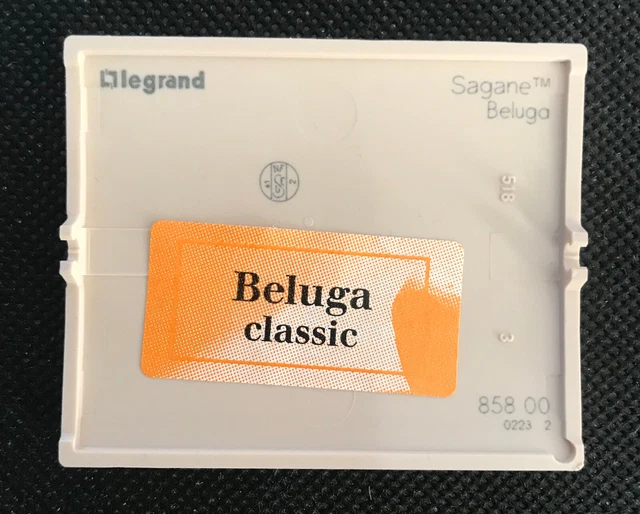 legrand
Sagane™
Beluga
518
Beluga
classic
3
858 00
0223 2